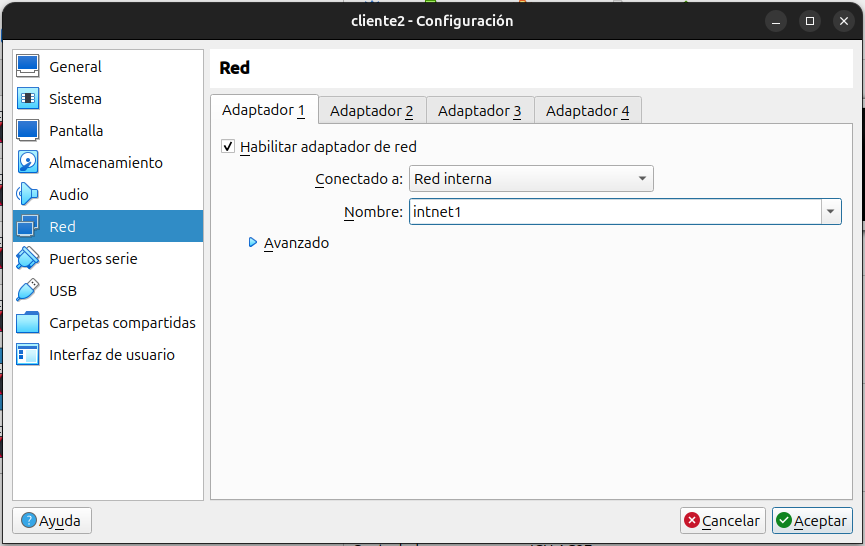 cliente2 - Configuración
General
Sistema
Pantalla
Almacenamiento
Audio
Red
Puertos serie
USB
Carpetas compartidas
Interfaz de usuario
Red
Adaptador 1 Adaptador 2 Adaptador 3 Adaptador 4
Habilitar adaptador de red
Conectado a: Red interna
Nombre: intnet1
Avanzado
Ayuda Cancelar Aceptar